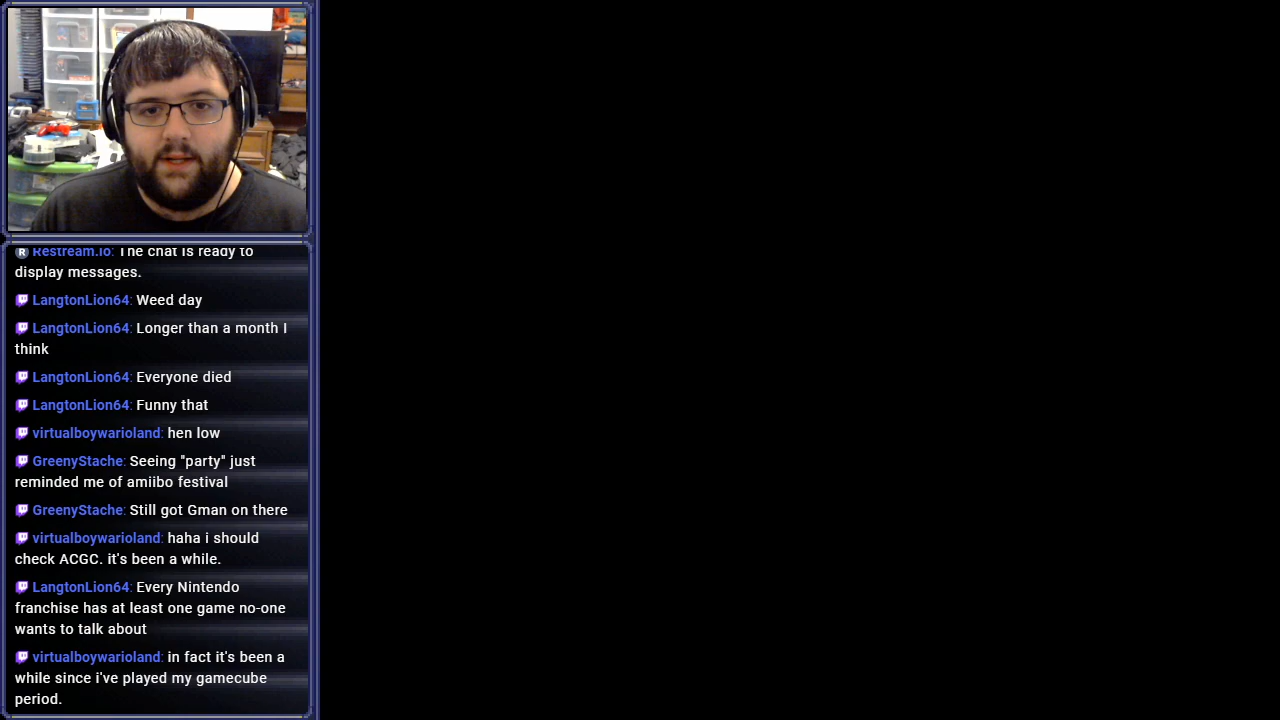 Restream.io: The chat is ready to
display messages.
LangtonLion64: Weed day
LangtonLion64: Longer than a month I
think
LangtonLion64: Everyone died
LangtonLion64: Funny that
virtualboywarioland: hen low
GreenyStache: Seeing "party" just
reminded me of amiibo festival
GreenyStache: Still got Gman on there
virtualboywarioland: haha i should
check ACGC. it's been a while.
LangtonLion64: Every Nintendo
franchise has at least one game no-one
wants to talk about
virtualboywarioland: in fact it's been a
while since i've played my gamecube
period.